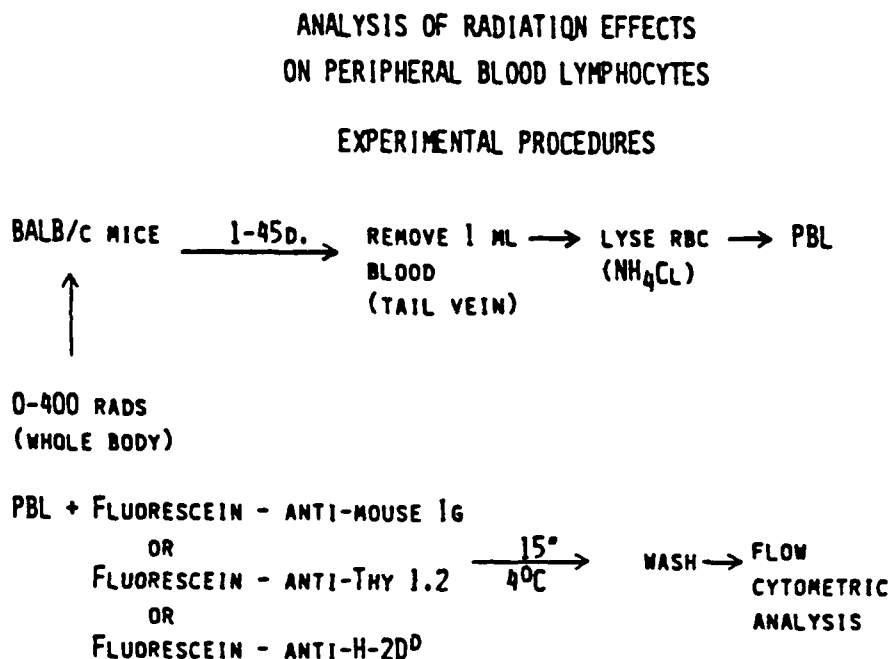 ANALYSIS OF RADIATION EFFECTS
ON PERIPHERAL BLOOD LYMPHOCYTES
EXPERIMENTAL PROCEDURES
BALB/C MICE 1-45D. REMOVE 1 ML LYSE RBC PBL
BLOOD (NH4CL)
(TAIL VEIN)
0-400 RADS
(WHOLE BODY)
PBL + FLUORESCEIN - ANTI-MOUSE IG
OR
FLUORESCEIN - ANTI-THY 1.2 15" 4°C WASH FLOW
OR CYTOMETRIC
FLUORESCEIN - ANTI-H-2D^D ANALYSIS